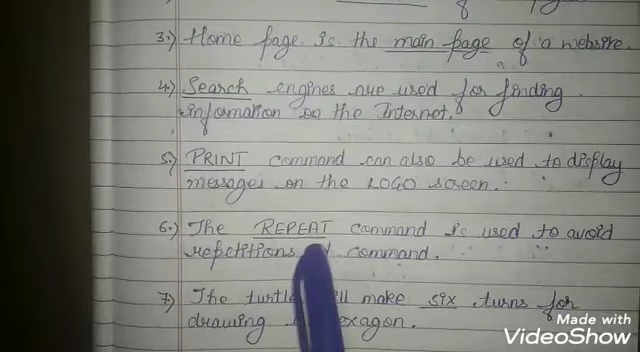 3.) Home page is the main page of a website.
4.) Search engines are used for finding
information on the Internet.
5.) PRINT command can also be used to display
messages on the LOGO screen.
6.) The REPEAT command is used to avoid
repetitions command.
7.) The make six turns for
drawing
Made with
VideoShow